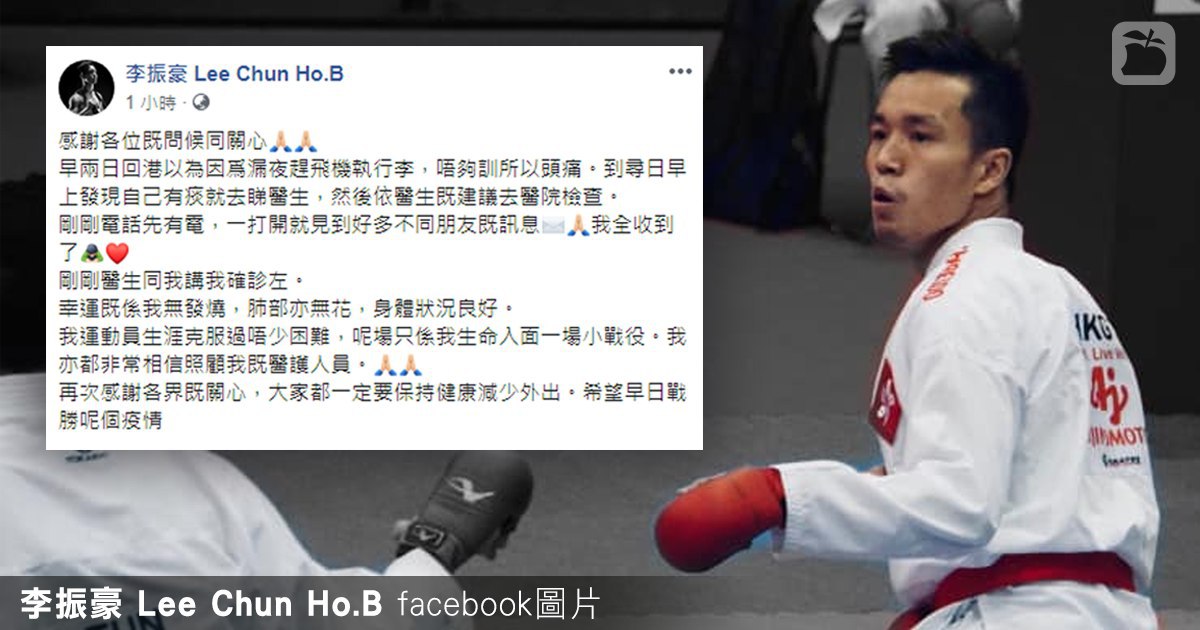 李振豪 Lee Chun Ho.B
1 小時 ·
感謝各位既問候同關心🙏🏻🙏🏻
早兩日回港以為因爲漏夜趕飛機執行李，唔夠訓所以頭痛。到尋日早
上發現自己有痰就去睇醫生，然後依醫生既建議去醫院檢查。
剛剛電話先有電，一打開就見到好多不同朋友既訊息✉️🙏🏻我全收到
了🙇🏻‍♂️❤️
剛剛醫生同我講我確診左。
幸運既係我無發燒，肺部亦無花，身體狀況良好。
我運動員生涯克服過唔少困難，呢場只係我生命入面一場小戰役。我
亦都非常相信照顧我既醫護人員。🙏🏻🙏🏻
再次感謝各界既關心，大家都一定要保持健康減少外出。希望早日戰
勝呢個疫情
HKG
李振豪 Lee Chun Ho.B facebook圖片